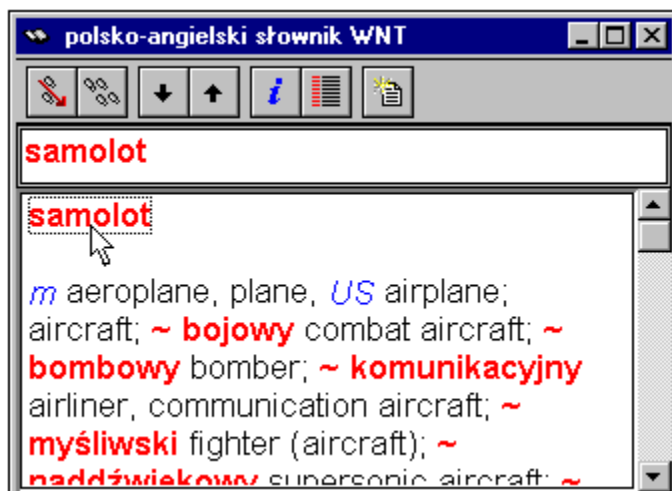 polsko-angielski słownik WNT
samolot
samolot
m aeroplane, plane, US airplane;
aircraft; ~ bojowy combat aircraft; ~
bombowy bomber; ~ komunikacyjny
airliner, communication aircraft; ~
myśliwski fighter (aircraft); ~
naddźwiękowy supersonic aircraft; ~